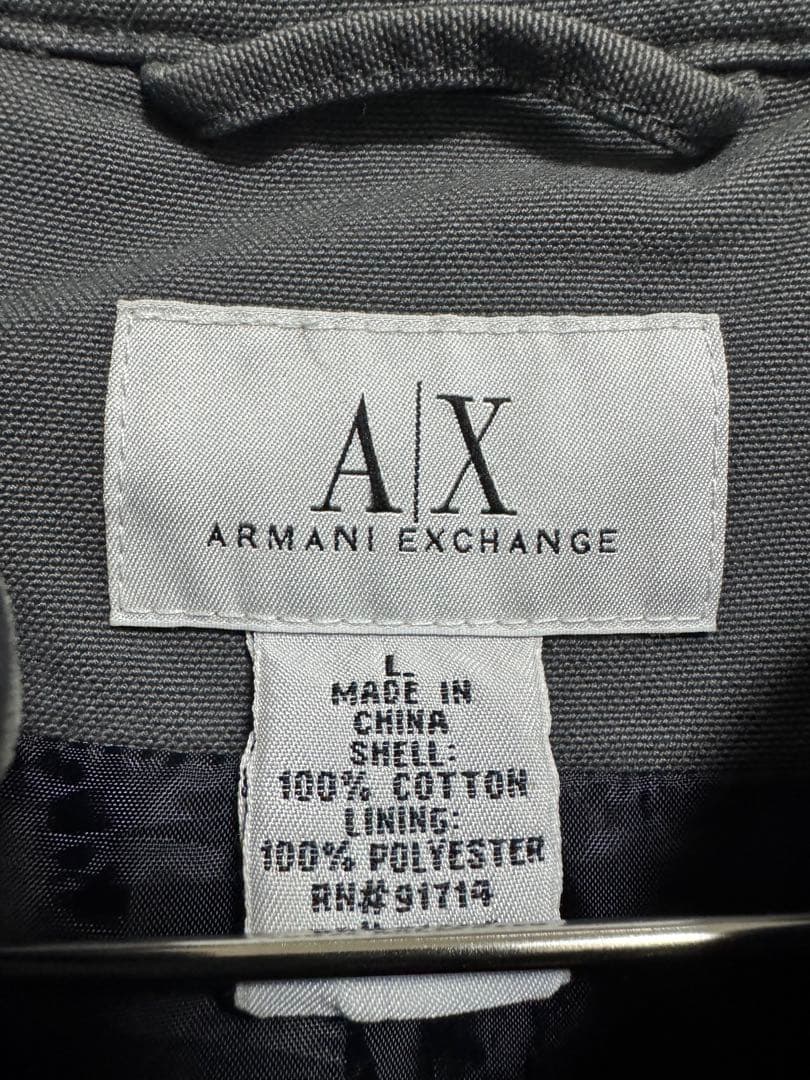 A|X
ARMANI EXCHANGE
L
MADE IN
CHINA
SHELL:
100% COTTON
LINING:
100% POLYESTER
RN# 91714